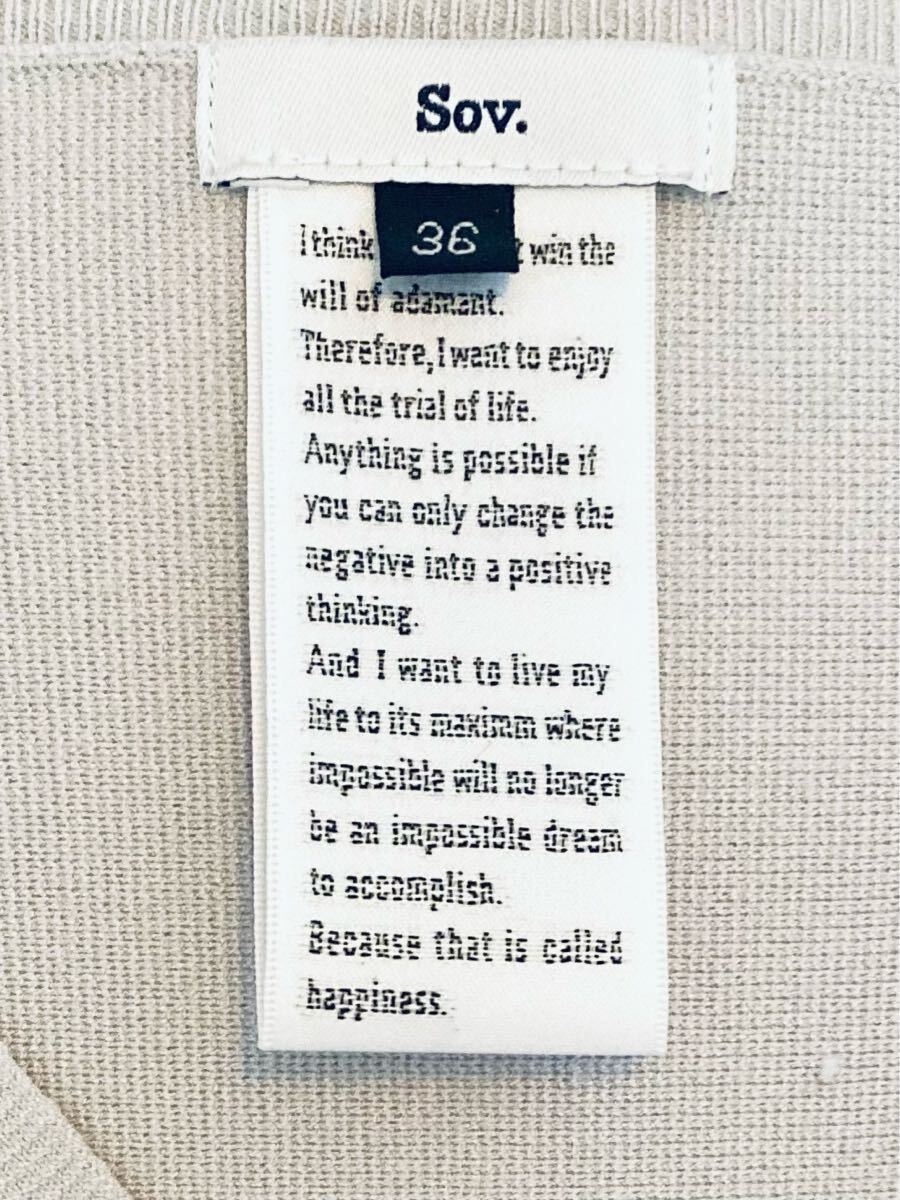 Sov.
36
I think t win the
will of adamant.
Therefore, I want to enjoy
all the trial of life.
Anything is possible if
you can only change the
negative into a positive
thinking.
And I want to live my
life to its maximm where
impossible will no longer
be an impossible dream
to accomplish.
Because that is called
happiness.